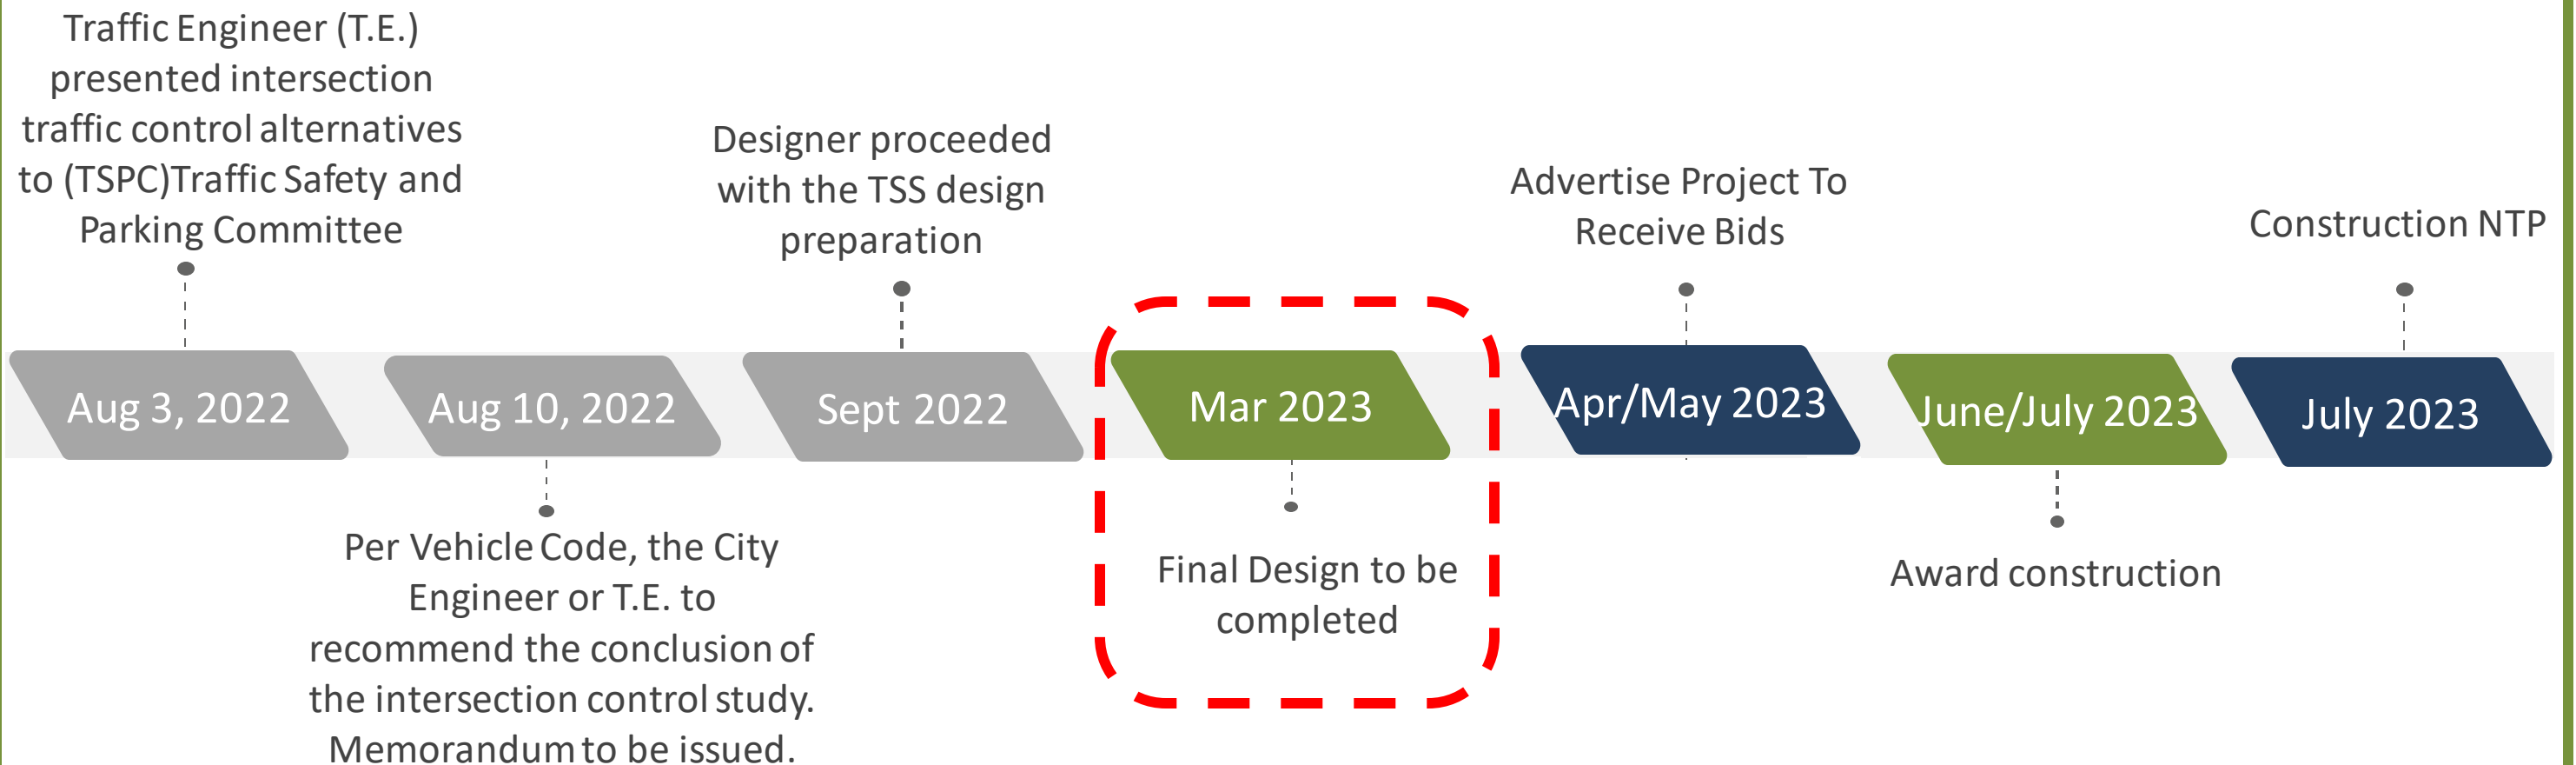 Traffic Engineer (T.E.)
presented intersection
traffic control alternatives
to (TSPC)Traffic Safety and
Parking Committee
Aug 3, 2022
Aug 10, 2022
Per Vehicle Code, the City
Engineer or T.E. to
recommend the conclusion of
the intersection control study.
Memorandum to be issued.
Designer proceeded
with the TSS design
preparation
Sept 2022
Mar 2023
Final Design to be
completed
Advertise Project To
Receive Bids
Apr/May 2023
June/July 2023
Award construction
Construction NTP
July 2023